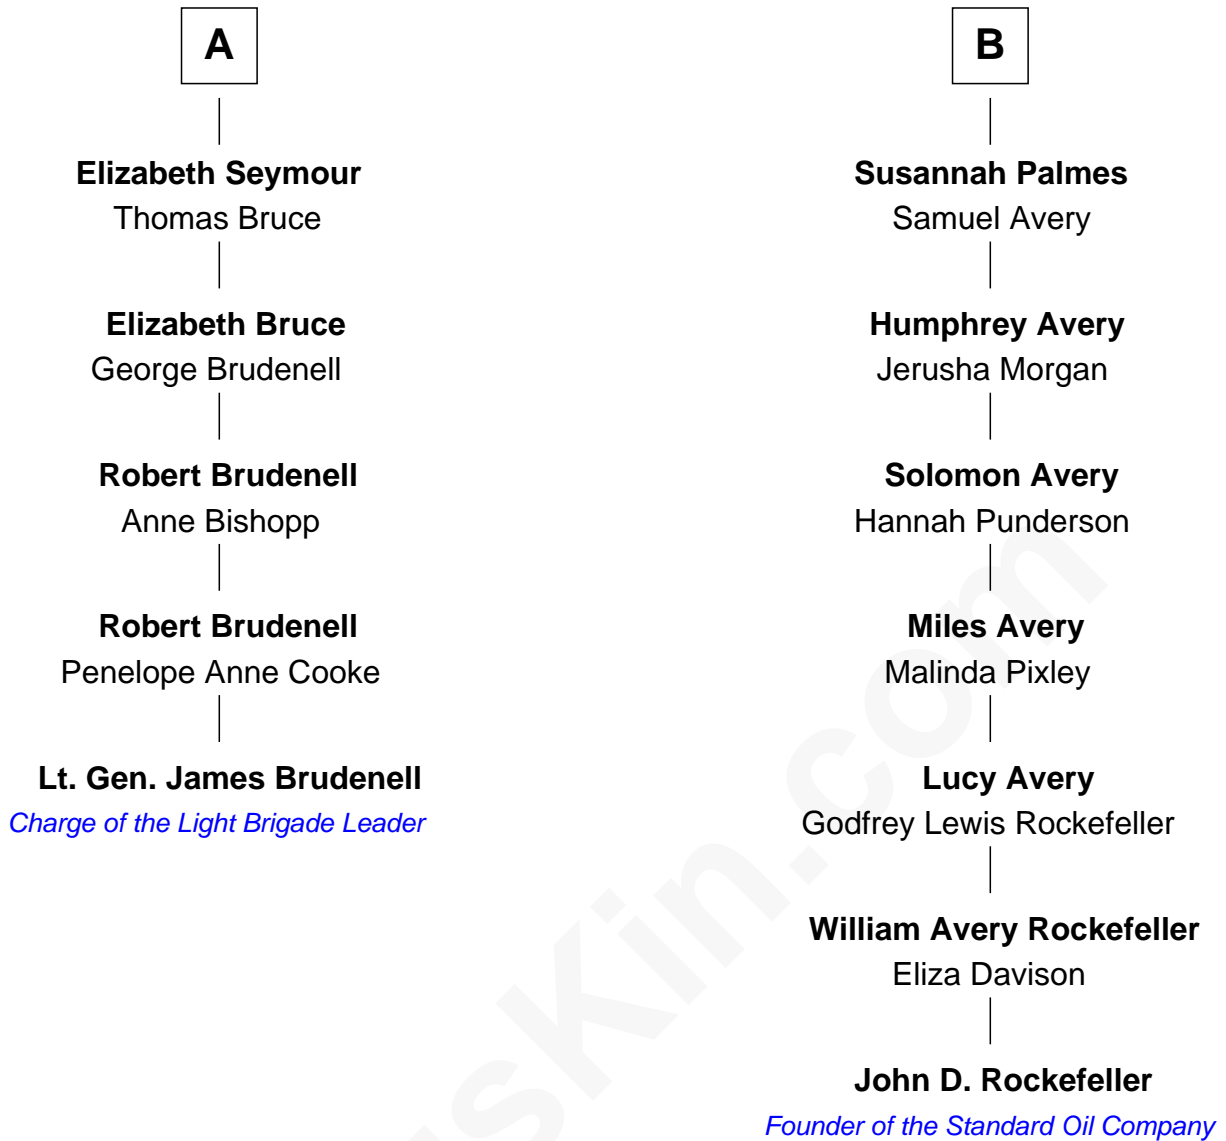 A
Elizabeth Seymour
Thomas Bruce
Elizabeth Bruce
George Brudenell
Robert Brudenell
Anne Bishopp
Robert Brudenell
Penelope Anne Cooke
Lt. Gen. James Brudenell
Charge of the Light Brigade Leader
B
Susannah Palmes
Samuel Avery
Humphrey Avery
Jerusha Morgan
Solomon Avery
Hannah Punderson
Miles Avery
Malinda Pixley
Lucy Avery
Godfrey Lewis Rockefeller
William Avery Rockefeller
Eliza Davison
John D. Rockefeller
Founder of the Standard Oil Company
usKin.com